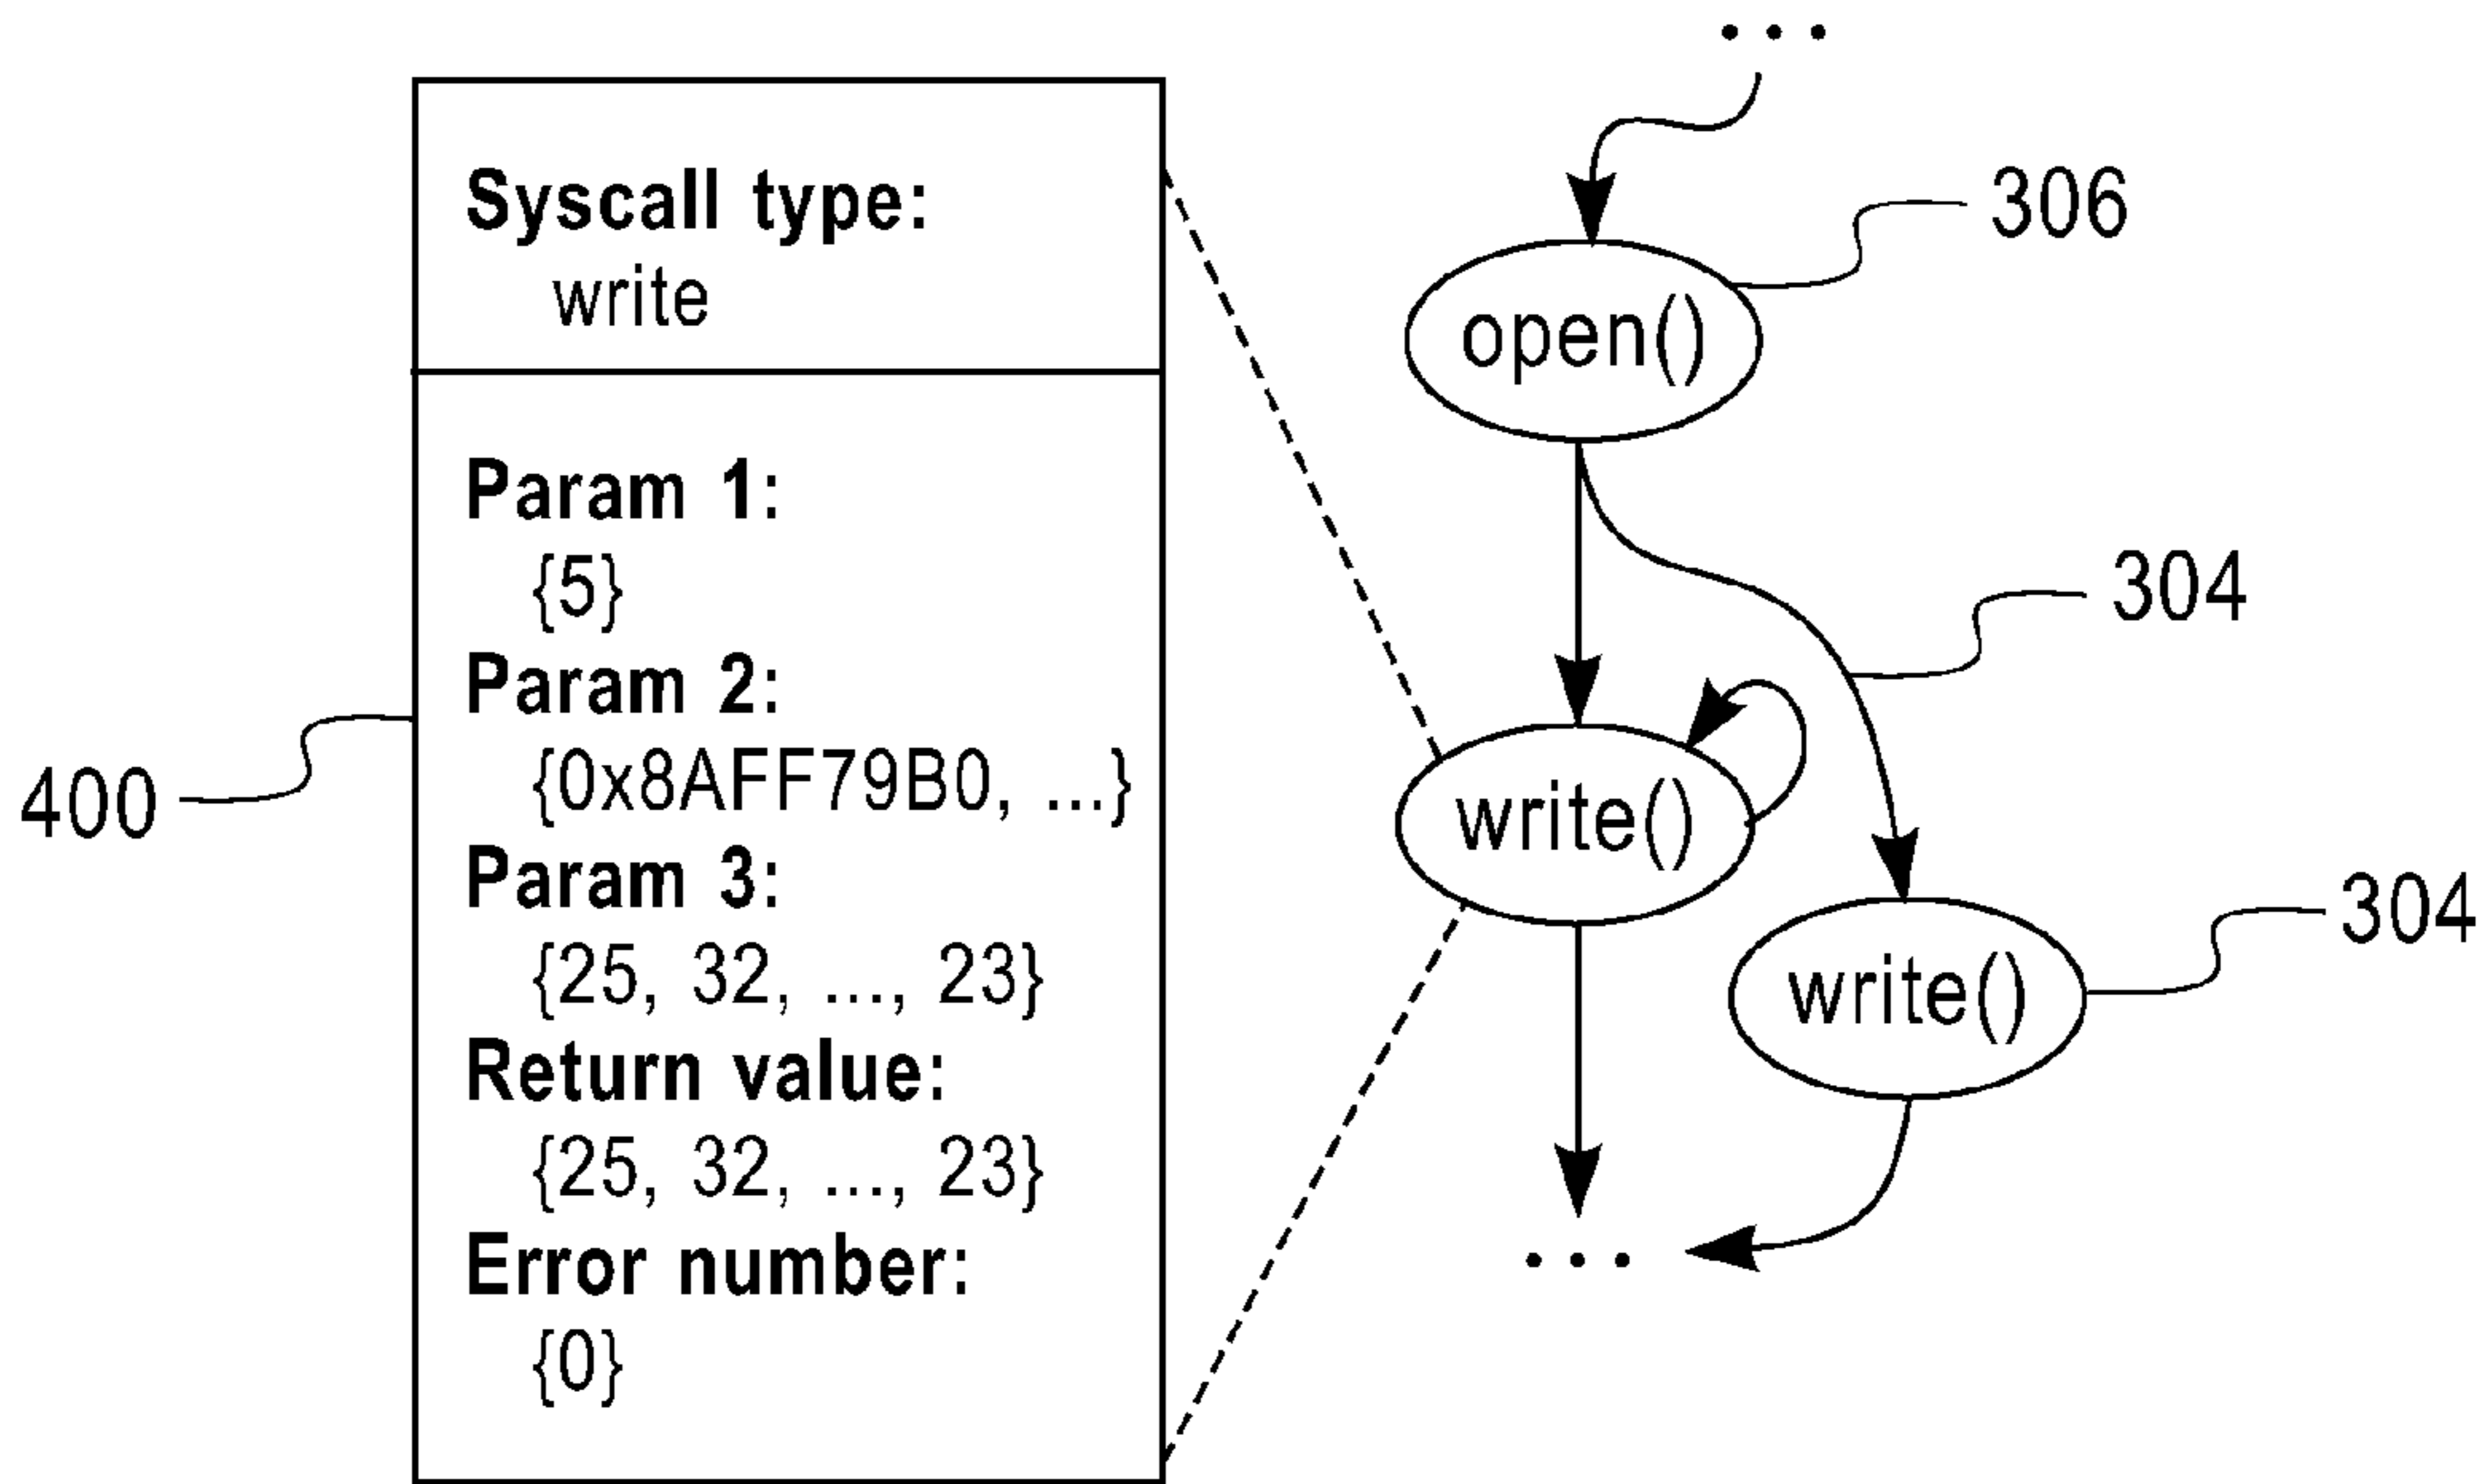 Syscall type:
write
Param 1:
{5}
Param 2:
{0x8AFF79B0, ...}
Param 3:
{25, 32, ..., 23}
Return value:
{25, 32, ..., 23}
Error number:
{0}
400
...
306
open()
304
write()
304
write()
...